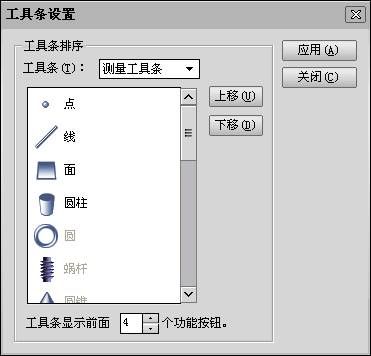 工具条设置
工具条排序
工具条(T)： 测量工具条
应用(A)
关闭(C)
上移(U)
下移(D)
点
线
面
圆柱
圆
蜗杆
圆锥
工具条显示前面 4 个功能按钮。